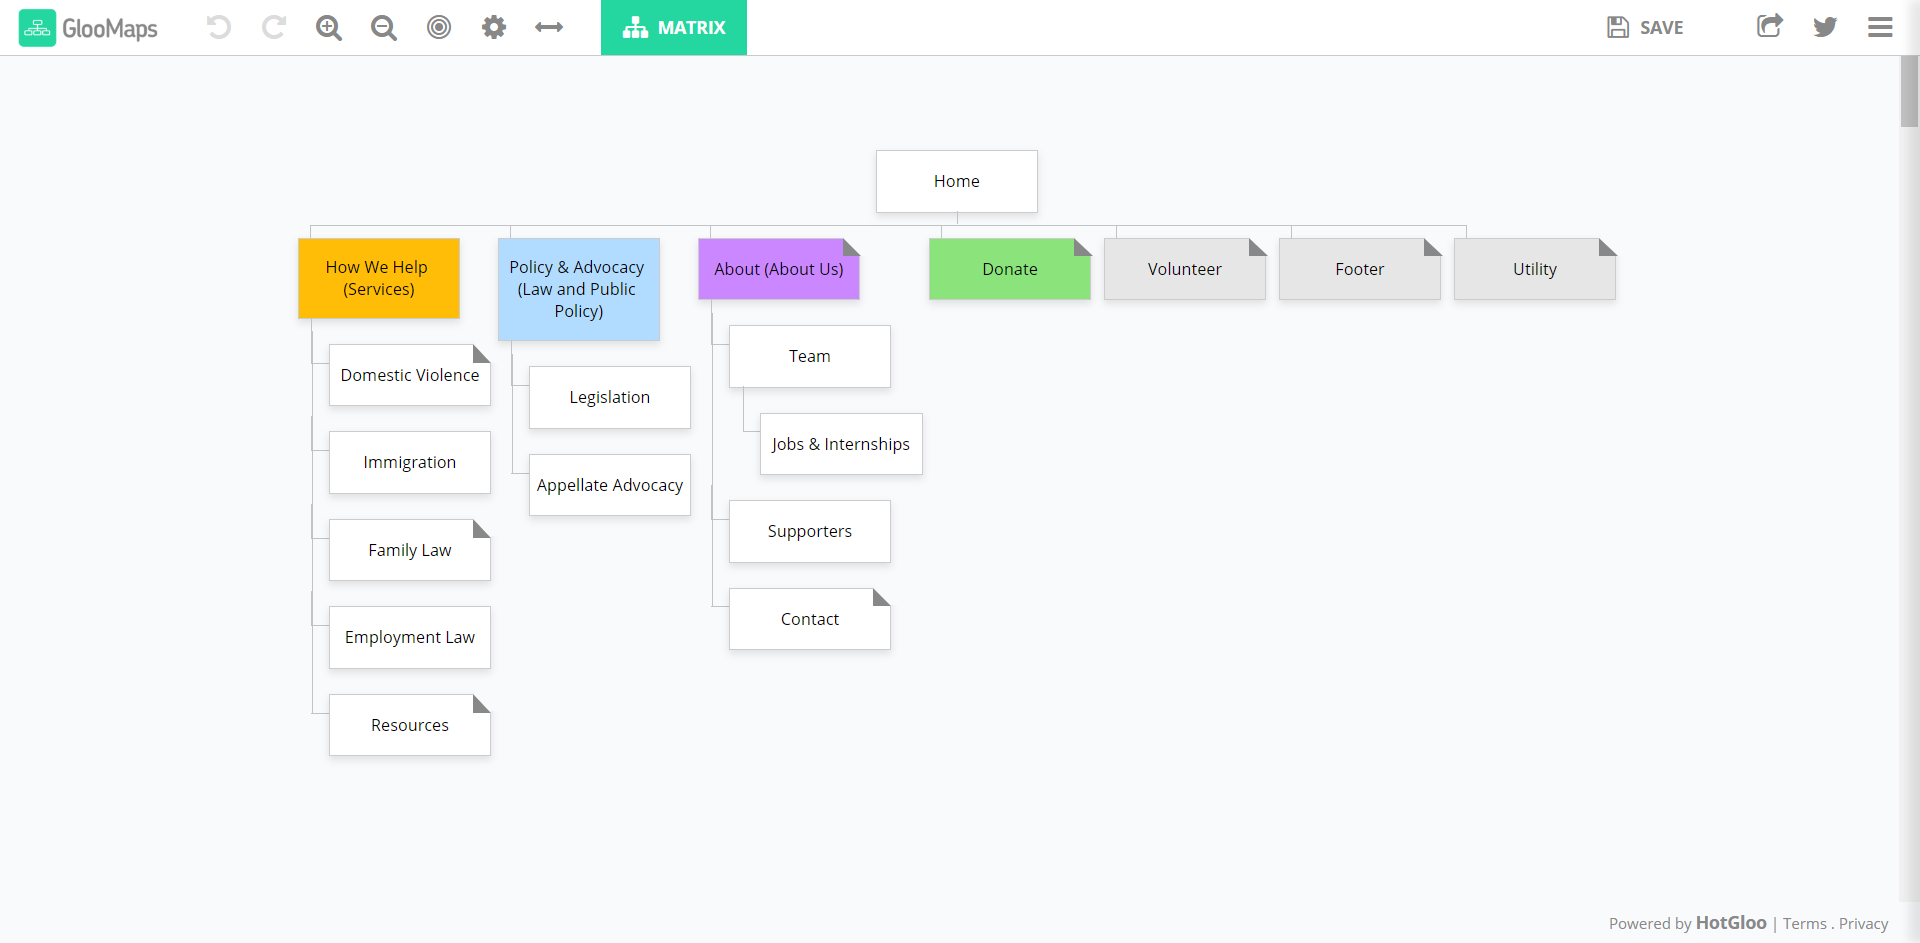 GlooMaps
MATRIX
SAVE
Home
How We Help
(Services)
Policy & Advocacy
(Law and Public
Policy)
About (About Us)
Donate
Volunteer
Footer
Utility
Domestic Violence
Immigration
Family Law
Employment Law
Resources
Legislation
Appellate Advocacy
Team
Jobs & Internships
Supporters
Contact
Powered by HotGloo | Terms . Privacy